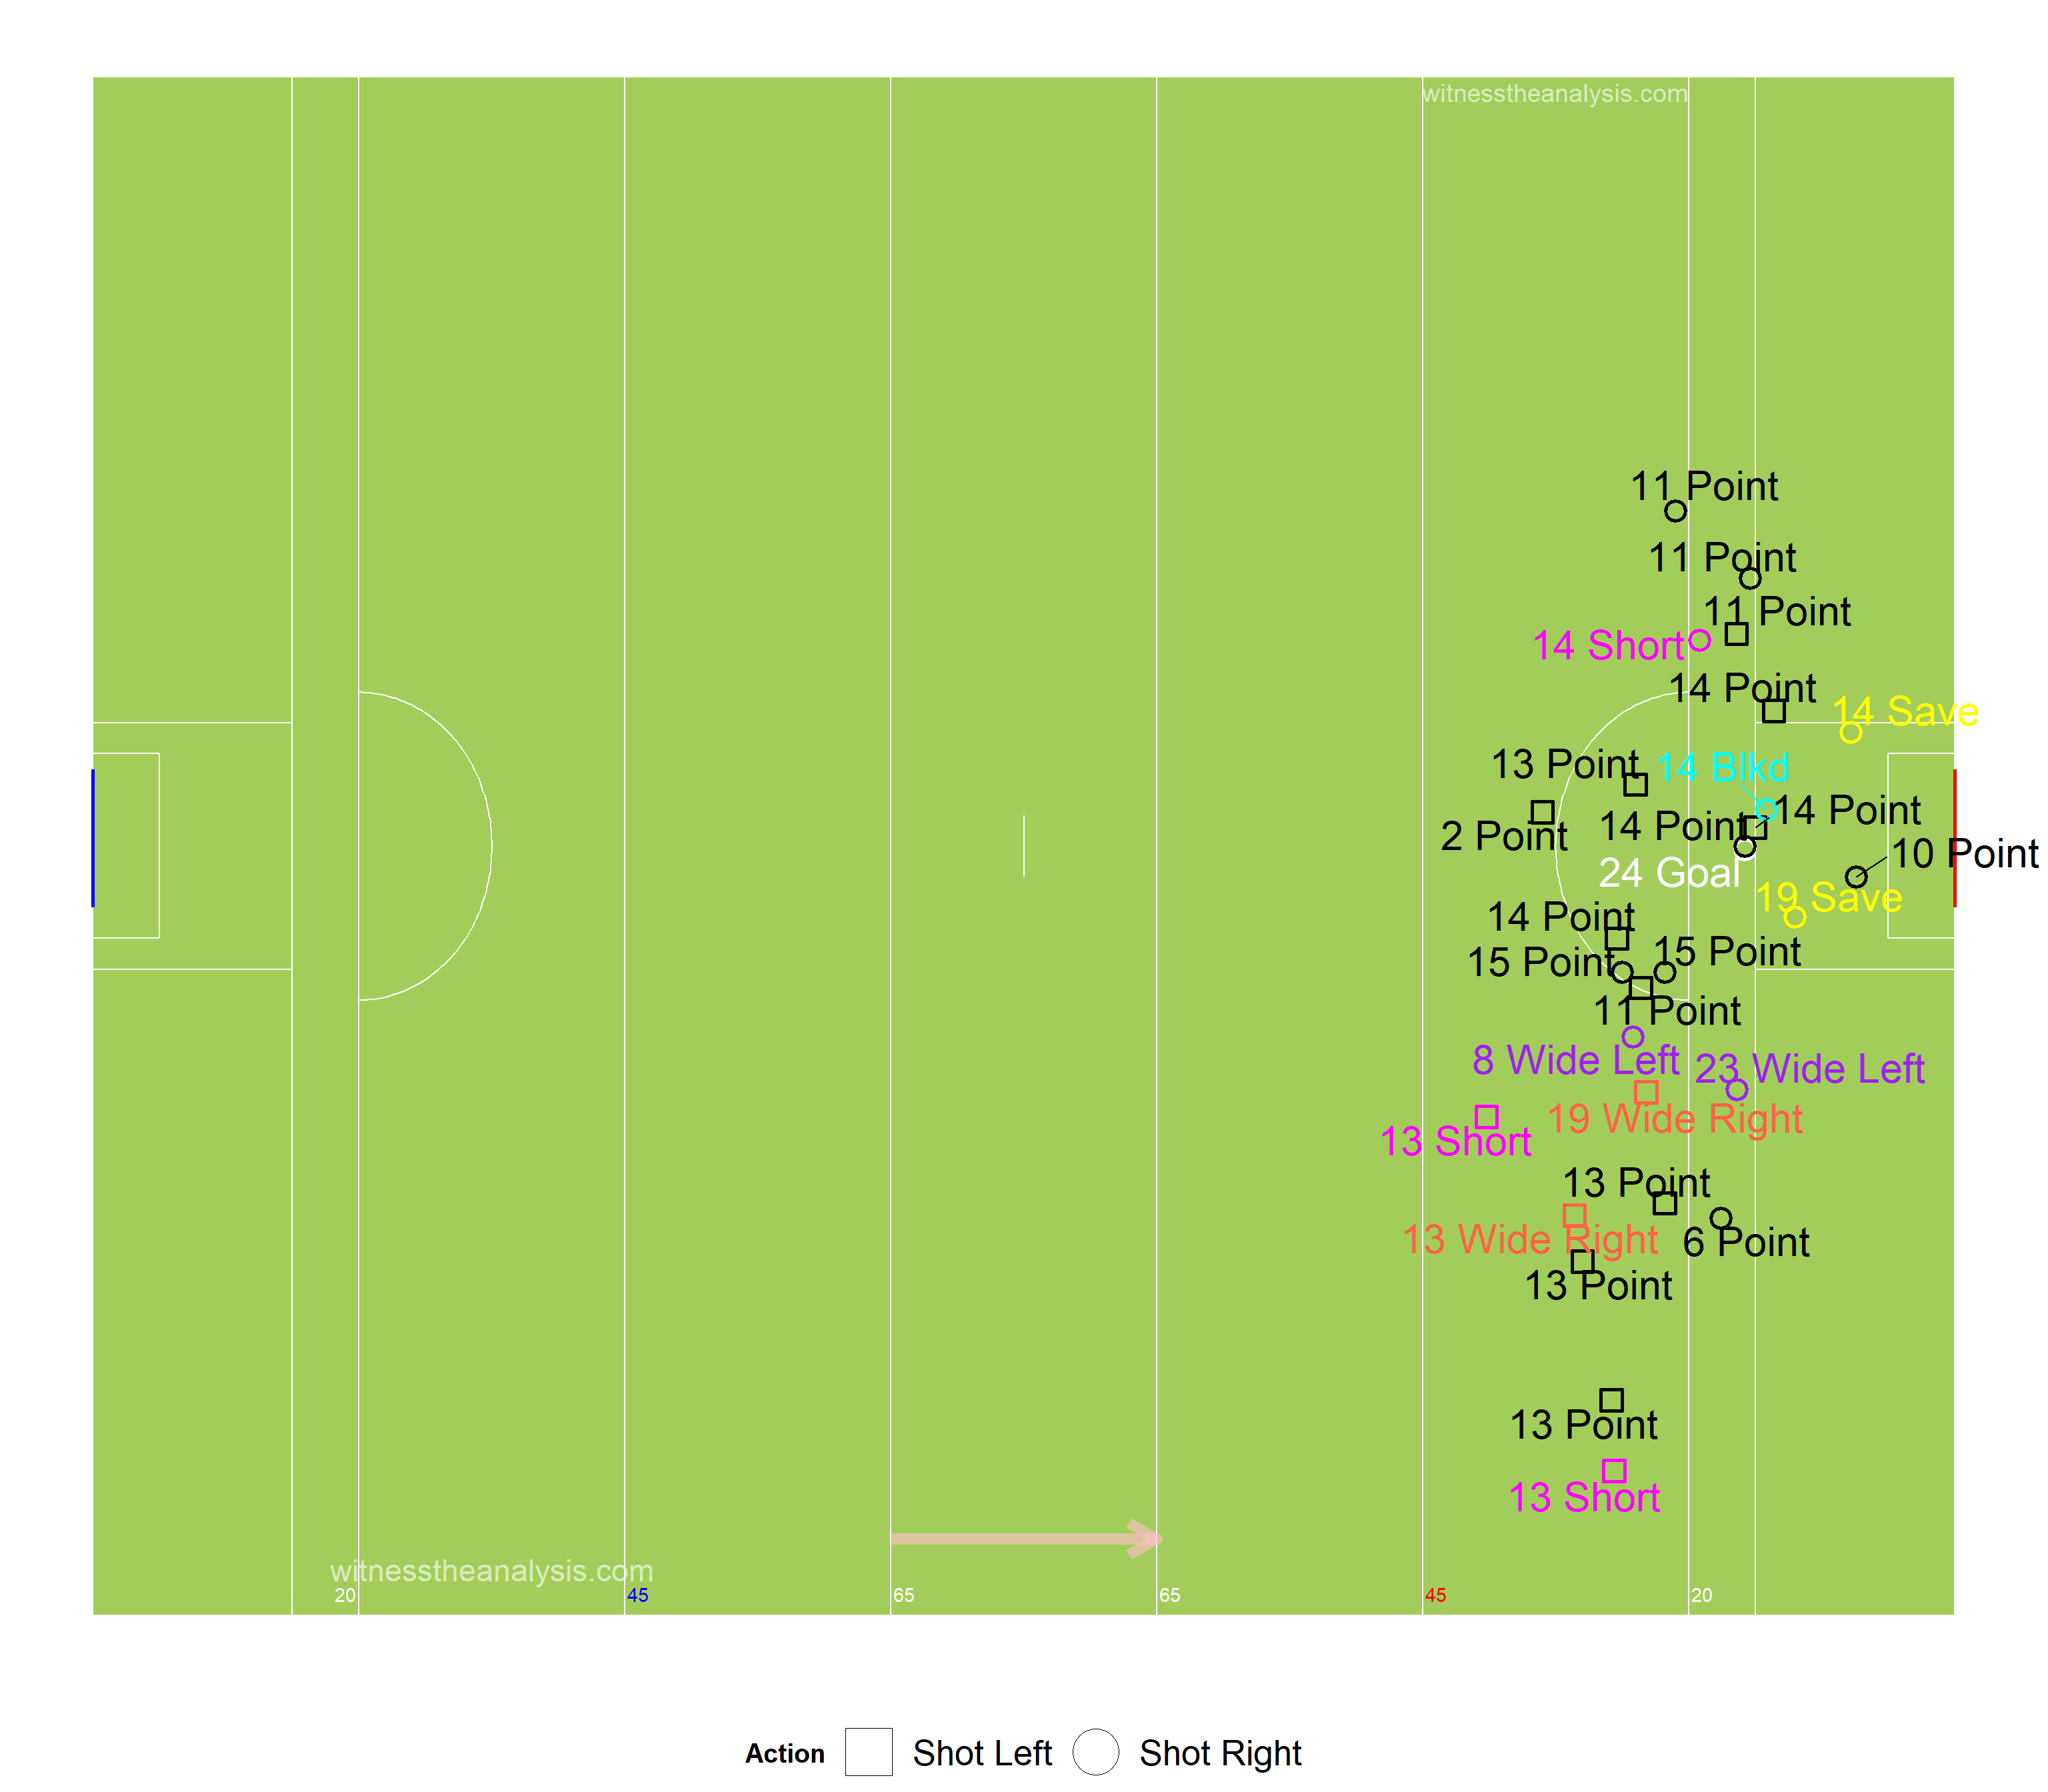 witnesstheanalysis.com
11 Point
11 Point
11 Point
14 Short
14 Point
14 Save
13 Point
14 Blkd
14 Point
14 Point
2 Point
10 Point
24 Goal
19 Save
14 Point
15 Point
15 Point
11 Point
8 Wide Left
23 Wide Left
19 Wide Right
13 Short
13 Point
13 Wide Right
6 Point
13 Point
13 Point
13 Short
witnesstheanalysis.com
20 45 65 65 45 20
Action Shot Left Shot Right